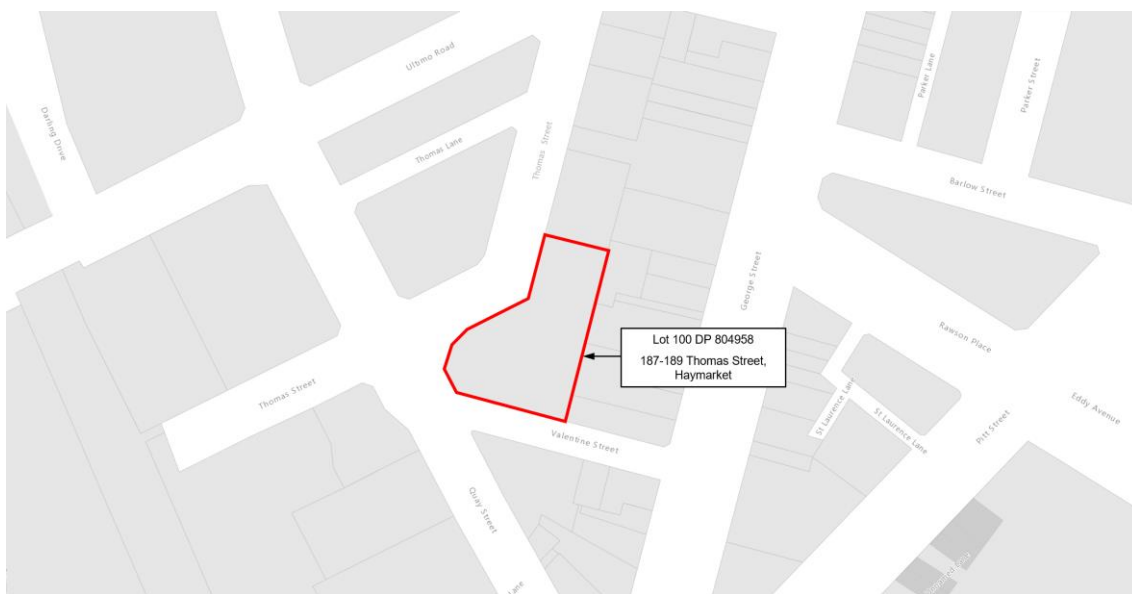 Ultimo Road
Parker Lane
Parker Street
Darling Drive
Thomas Lane
Thomas Street
Barlow Street
George Street
Lot 100 DP 804958
187-189 Thomas Street,
Haymarket
Rawson Place
Thomas Street
St Laurence Lane
St Laurence Lane
Eddy Avenue
Pitt Street
Valentine Street
Quay Street
Lane